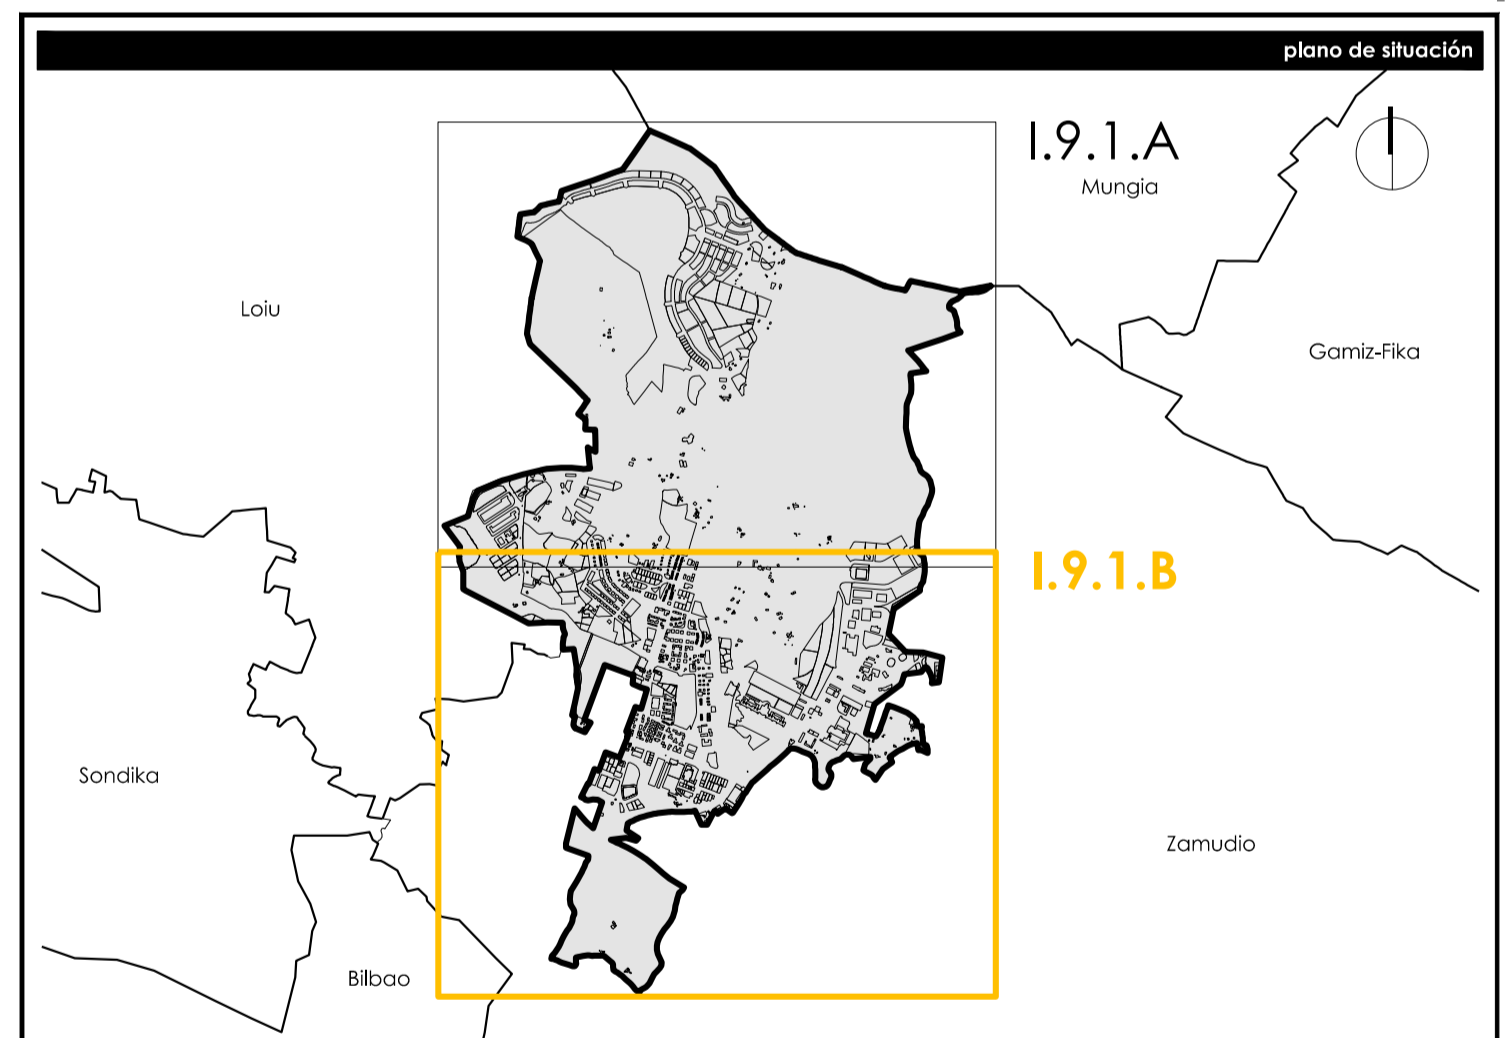 plano de situación
I.9.1.A
Mungia
Loiu
Gamiz-Fika
I.9.1.B
Sondika
Zamudio
Bilbao